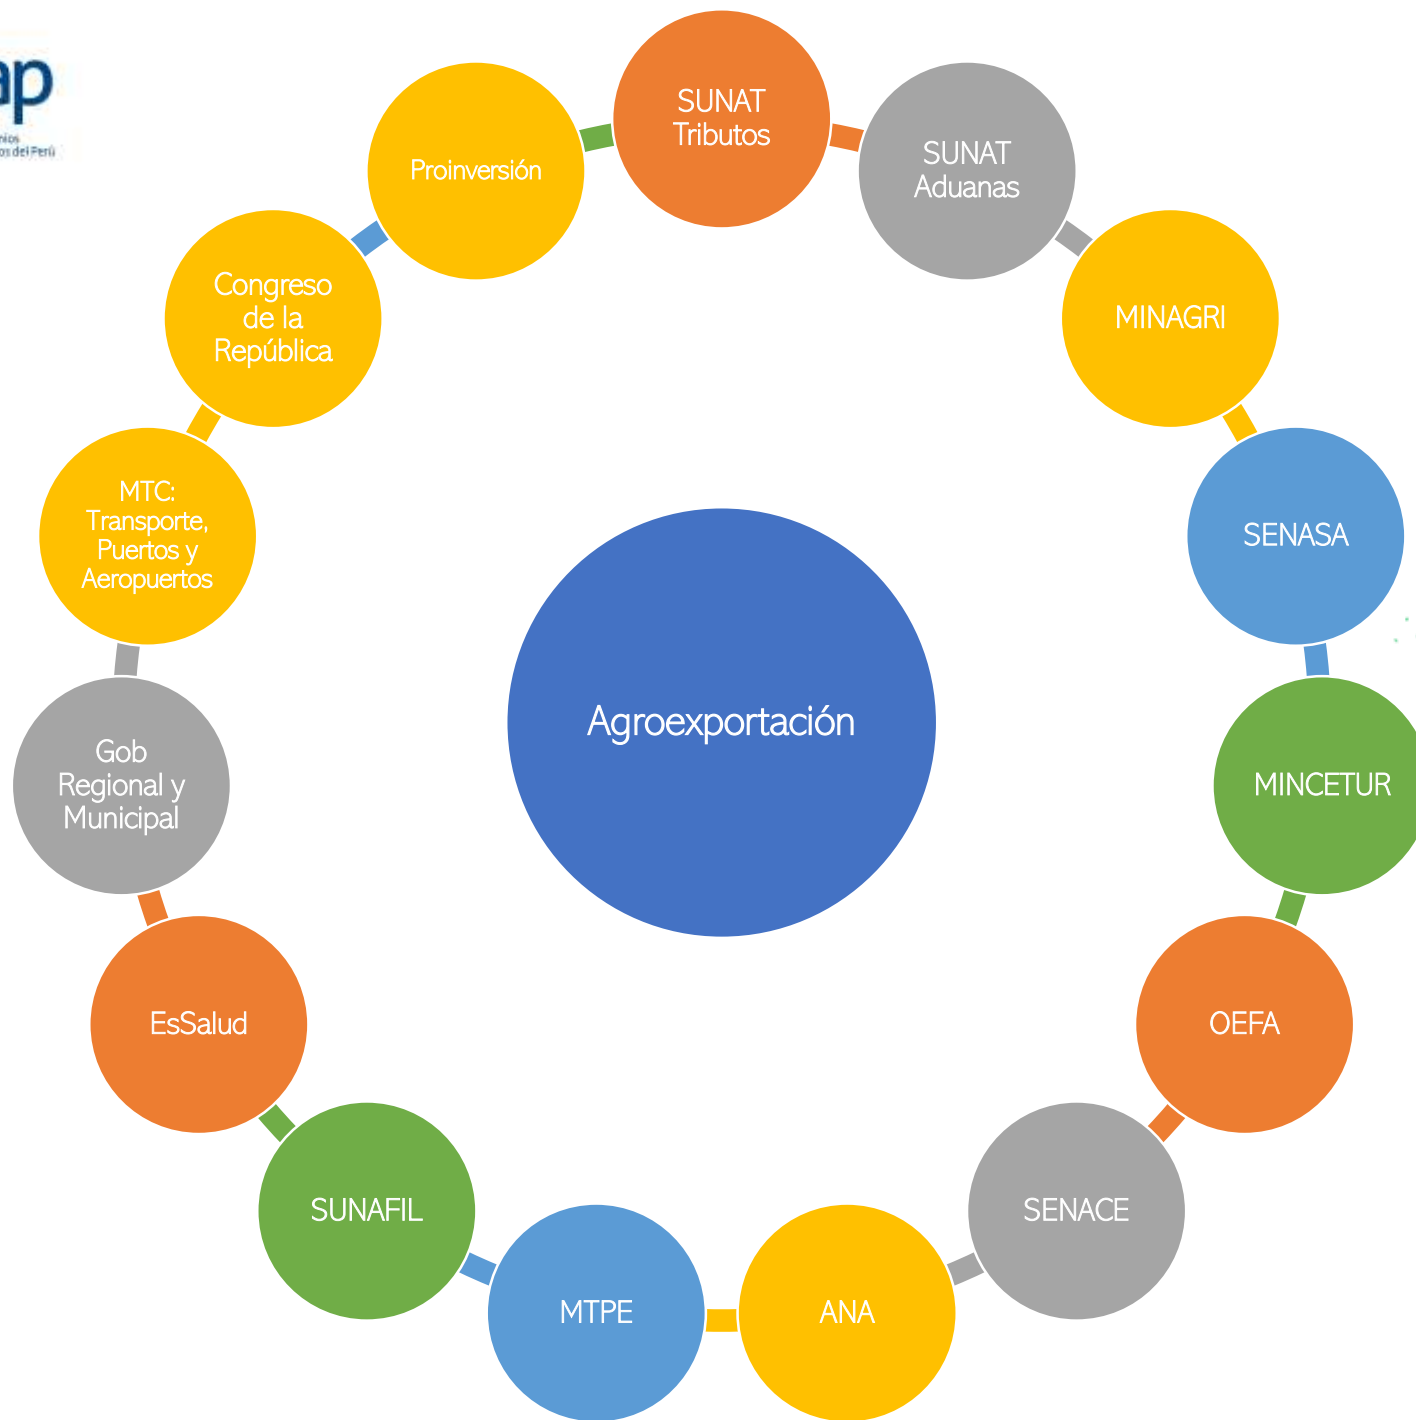 ap
os del Perú
SUNAT
Tributos
SUNAT
Aduanas
MINAGRI
SENASA
MINCETUR
OEFA
SENACE
ANA
MTPE
SUNAFIL
EsSalud
Gob
Regional y
Municipal
MTC:
Transporte,
Puertos y
Aeropuertos
Congreso
de la
República
Proinversión
Agroexportación